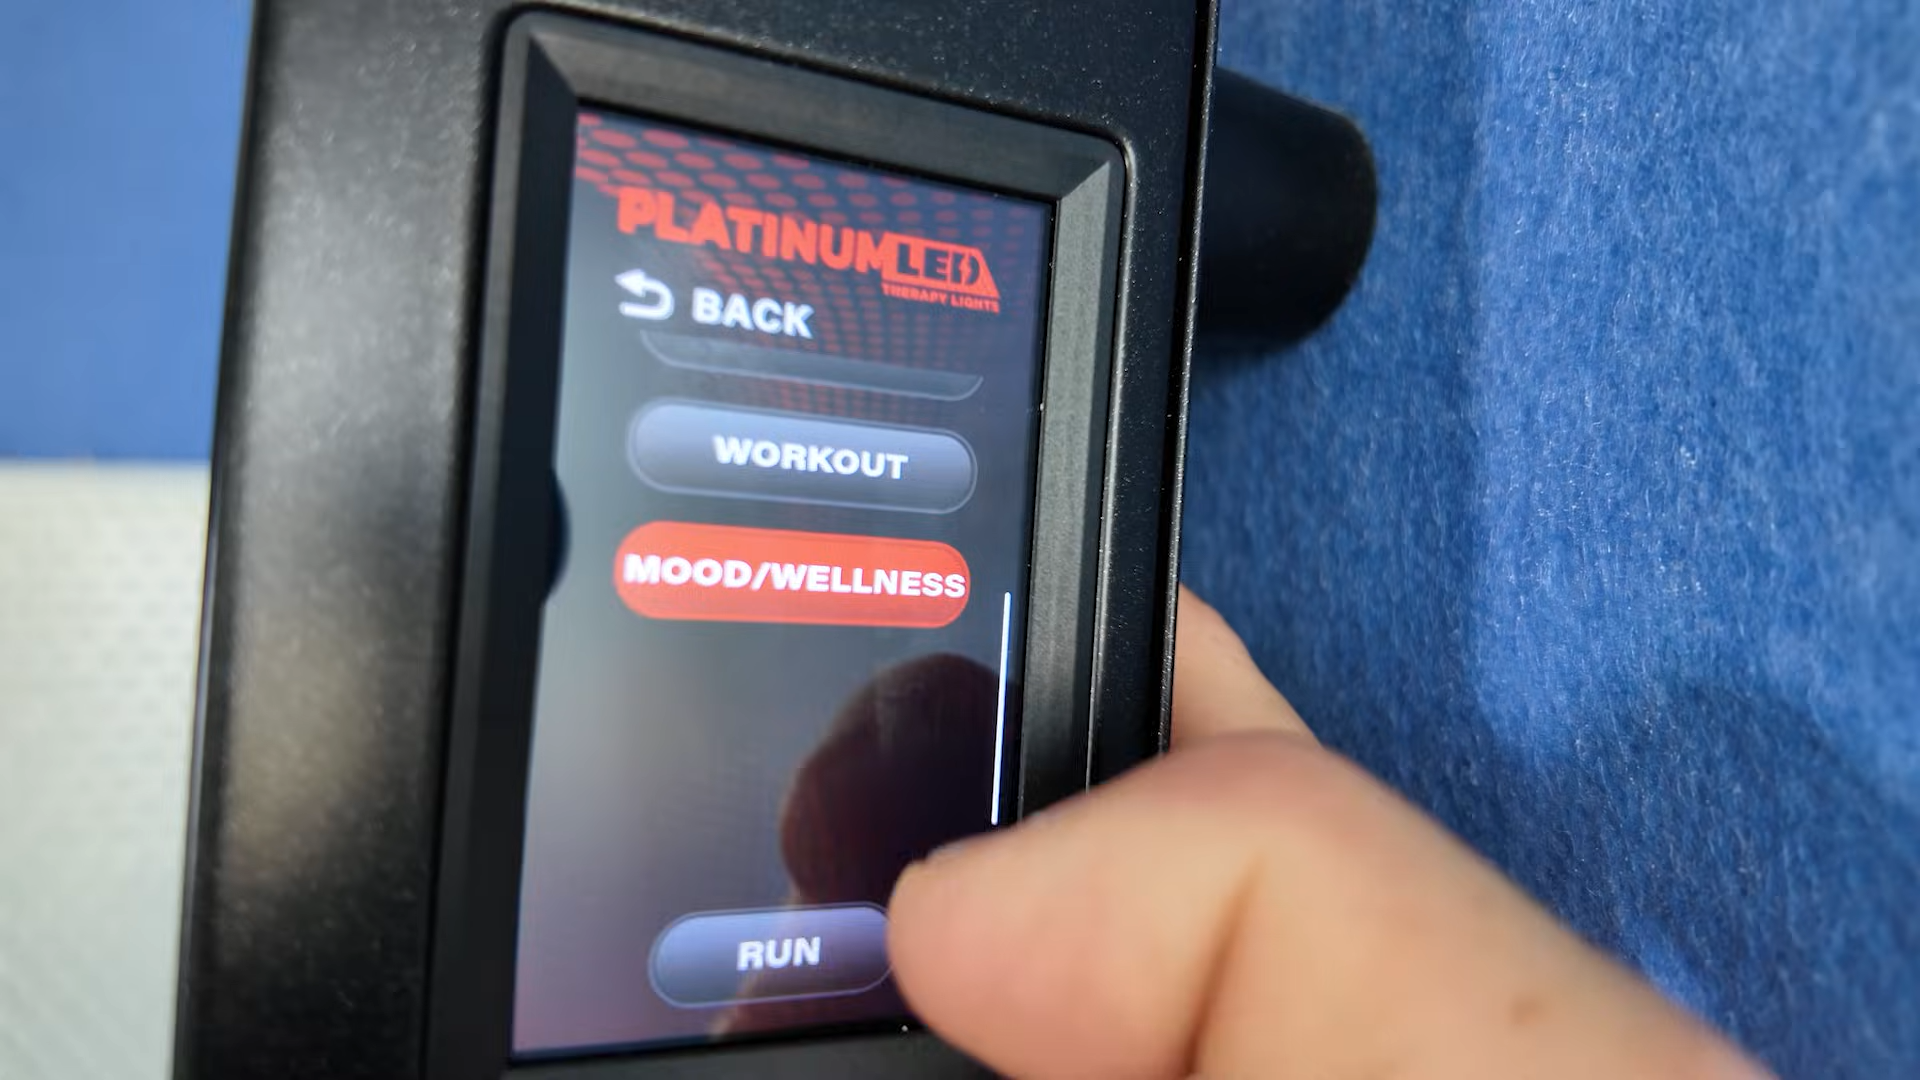 PLATINUMLED
THERAPY LIGHTS
BACK
WORKOUT
MOOD/WELLNESS
RUN